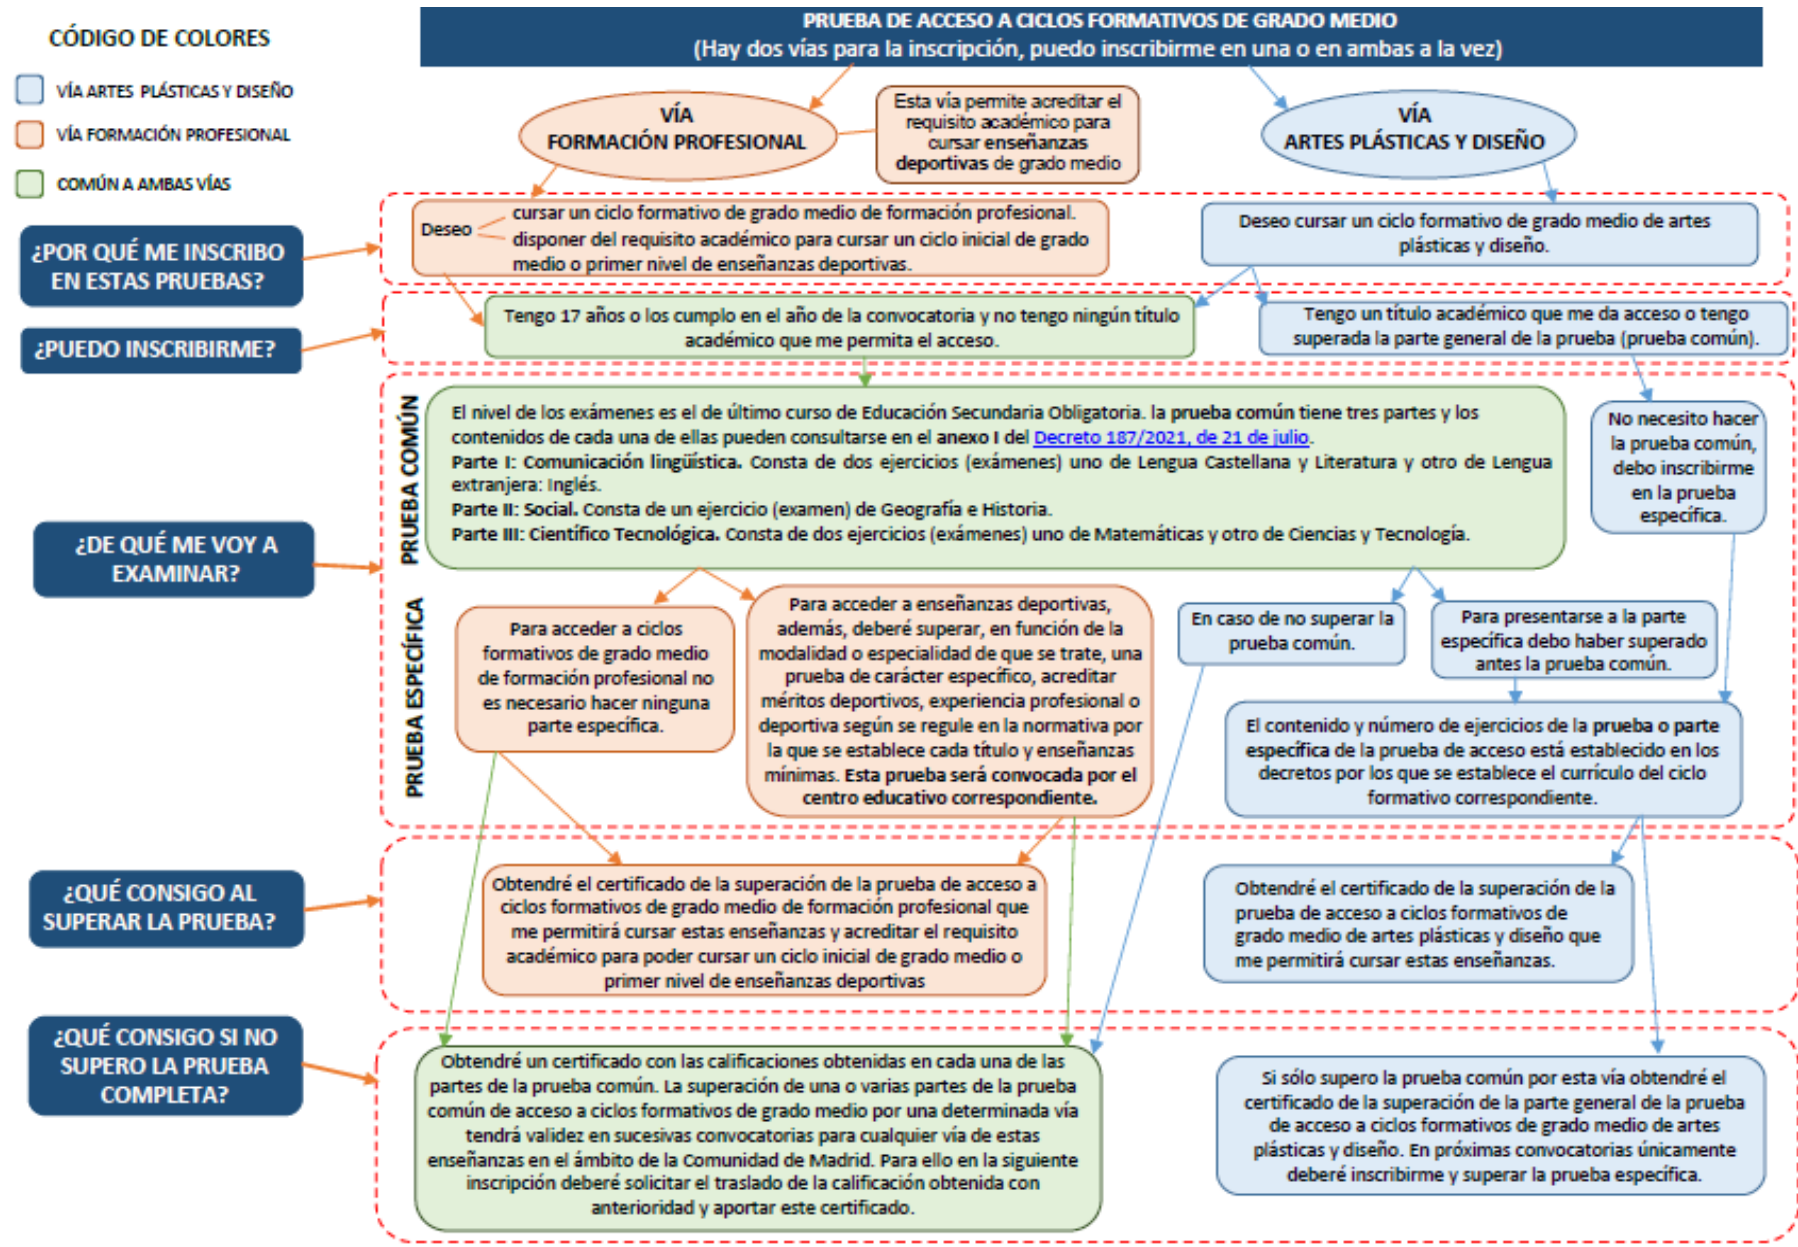 PRUEBA DE ACCESO A CICLOS FORMATIVOS DE GRADO MEDIO
(Hay dos vías para la inscripción, puedo inscribirme en una o en ambas a la vez)
CÓDIGO DE COLORES
VÍA ARTES PLÁSTICAS Y DISEÑO
VÍA FORMACIÓN PROFESIONAL
COMÚN A AMBAS VÍAS
VÍA
FORMACIÓN PROFESIONAL
Esta vía permite acreditar el
requisito académico para
cursar enseñanzas
deportivas de grado medio
VÍA
ARTES PLÁSTICAS Y DISEÑO
¿POR QUÉ ME INSCRIBO
EN ESTAS PRUEBAS?
Deseo
cursar un ciclo formativo de grado medio de formación profesional.
disponer del requisito académico para cursar un ciclo inicial de grado
medio o primer nivel de enseñanzas deportivas.
Deseo cursar un ciclo formativo de grado medio de artes
plásticas y diseño.
¿PUEDO INSCRIBIRME?
Tengo 17 años o los cumplo en el año de la convocatoria y no tengo ningún título
académico que me permita el acceso.
Tengo un título académico que me da acceso o tengo
superada la parte general de la prueba (prueba común).
¿DE QUÉ ME VOY A
EXAMINAR?
PRUEBA COMÚN
El nivel de los exámenes es el de último curso de Educación Secundaria Obligatoria. la prueba común tiene tres partes y los
contenidos de cada una de ellas pueden consultarse en el anexo I del Decreto 187/2021, de 21 de julio.
Parte I: Comunicación lingüística. Consta de dos ejercicios (exámenes) uno de Lengua Castellana y Literatura y otro de Lengua
extranjera: Inglés.
Parte II: Social. Consta de un ejercicio (examen) de Geografía e Historia.
Parte III: Científico Tecnológica. Consta de dos ejercicios (exámenes) uno de Matemáticas y otro de Ciencias y Tecnología.
No necesito hacer
la prueba común,
debo inscribirme
en la prueba
específica.
PRUEBA ESPECÍFICA
Para acceder a ciclos
formativos de grado medio
de formación profesional no
es necesario hacer ninguna
parte específica.
Para acceder a enseñanzas deportivas,
además, deberé superar, en función de la
modalidad o especialidad de que se trate, una
prueba de carácter específico, acreditar
méritos deportivos, experiencia profesional o
deportiva según se regule en la normativa por
la que se establece cada título y enseñanzas
mínimas. Esta prueba será convocada por el
centro educativo correspondiente.
En caso de no superar la
prueba común.
Para presentarse a la parte
específica debo haber superado
antes la prueba común.
El contenido y número de ejercicios de la prueba o parte
específica de la prueba de acceso está establecido en los
decretos por los que se establece el currículo del ciclo
formativo correspondiente.
¿QUÉ CONSIGO AL
SUPERAR LA PRUEBA?
Obtendré el certificado de la superación de la prueba de acceso a
ciclos formativos de grado medio de formación profesional que
me permitirá cursar estas enseñanzas y acreditar el requisito
académico para poder cursar un ciclo inicial de grado medio o
primer nivel de enseñanzas deportivas
Obtendré el certificado de la superación de la
prueba de acceso a ciclos formativos de
grado medio de artes plásticas y diseño que
me permitirá cursar estas enseñanzas.
¿QUÉ CONSIGO SI NO
SUPERO LA PRUEBA
COMPLETA?
Obtendré un certificado con las calificaciones obtenidas en cada una de las
partes de la prueba común. La superación de una o varias partes de la prueba
común de acceso a ciclos formativos de grado medio por una determinada vía
tendrá validez en sucesivas convocatorias para cualquier vía de estas
enseñanzas en el ámbito de la Comunidad de Madrid. Para ello en la siguiente
inscripción deberé solicitar el traslado de la calificación obtenida con
anterioridad y aportar este certificado.
Si sólo supero la prueba común por esta vía obtendré el
certificado de la superación de la parte general de la prueba
de acceso a ciclos formativos de grado medio de artes
plásticas y diseño. En próximas convocatorias únicamente
deberé inscribirme y superar la prueba específica.